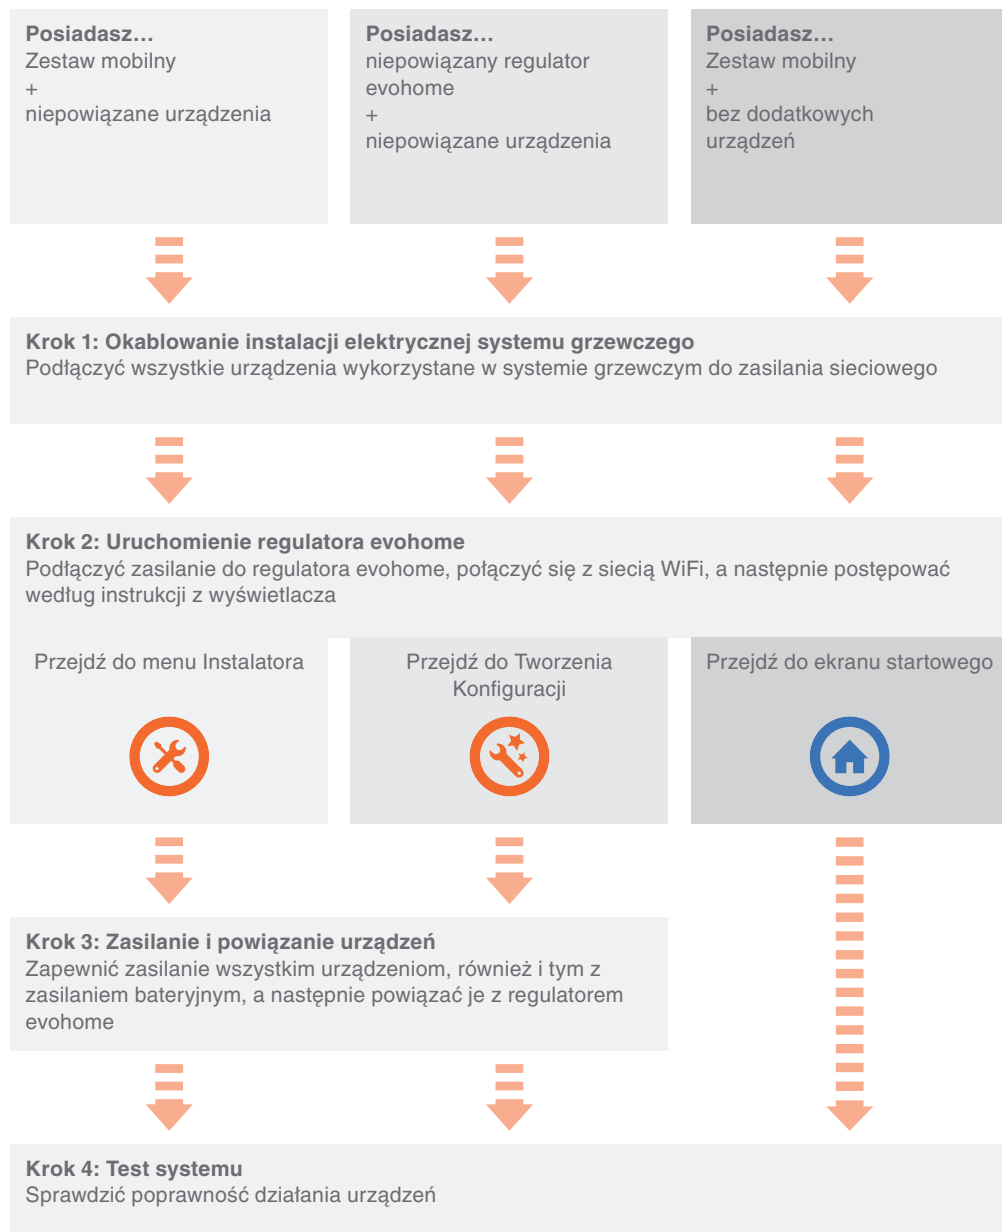 Posiadasz…
Zestaw mobilny
+
niepowiązane urządzenia
Posiadasz…
niepowiązany regulator
evohome
+
niepowiązane urządzenia
Posiadasz…
Zestaw mobilny
+
bez dodatkowych
urządzeń
Krok 1: Okablowanie instalacji elektrycznej systemu grzewczego
Podłączyć wszystkie urządzenia wykorzystane w systemie grzewczym do zasilania sieciowego
Krok 2: Uruchomienie regulatora evohome
Podłączyć zasilanie do regulatora evohome, połączyć się z siecią WiFi, a następnie postępować
według instrukcji z wyświetlacza
Przejdź do menu Instalatora
Przejdź do Tworzenia
Konfiguracji
Przejdź do ekranu startowego
Krok 3: Zasilanie i powiązanie urządzeń
Zapewnić zasilanie wszystkim urządzeniom, również i tym z
zasilaniem bateryjnym, a następnie powiązać je z regulatorem
evohome
Krok 4: Test systemu
Sprawdzić poprawność działania urządzeń